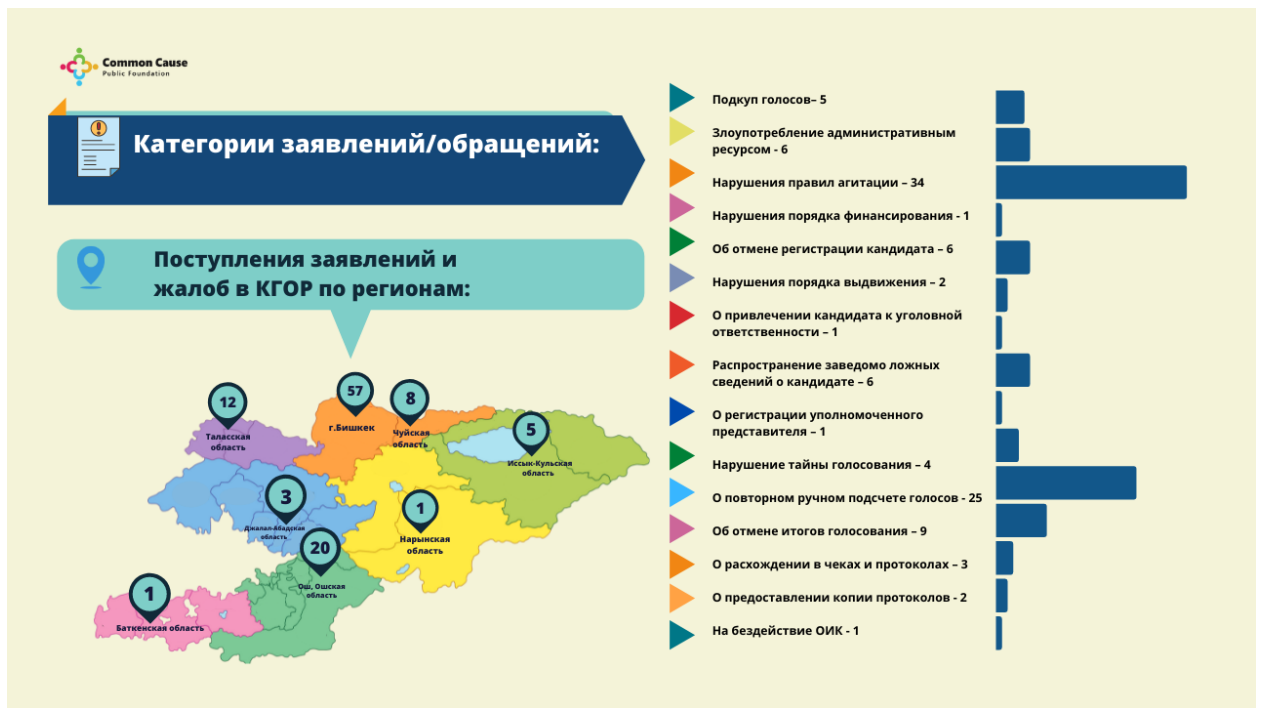 Common Cause
Public Foundation
Категории заявлений/обращений:
Поступления заявлений и
жалоб в КГОР по регионам:
12
Таласская
область
57
г.Бишкек
8
Чуйская
область
5
Иссык-Кульская
область
3
Джалал-Абадская
область
1
Нарынская
область
20
Ош, Ошская
область
1
Баткенская область
Подкуп голосов– 5
Злоупотребление административным
ресурсом - 6
Нарушения правил агитации – 34
Нарушения порядка финансирования - 1
Об отмене регистрации кандидата – 6
Нарушения порядка выдвижения – 2
О привлечении кандидата к уголовной
ответственности – 1
Распространение заведомо ложных
сведений о кандидате – 6
О регистрации уполномоченного
представителя – 1
Нарушение тайны голосования – 4
О повторном ручном подсчете голосов - 25
Об отмене итогов голосования – 9
О расхождении в чеках и протоколах – 3
О предоставлении копии протоколов - 2
На бездействие ОИК - 1